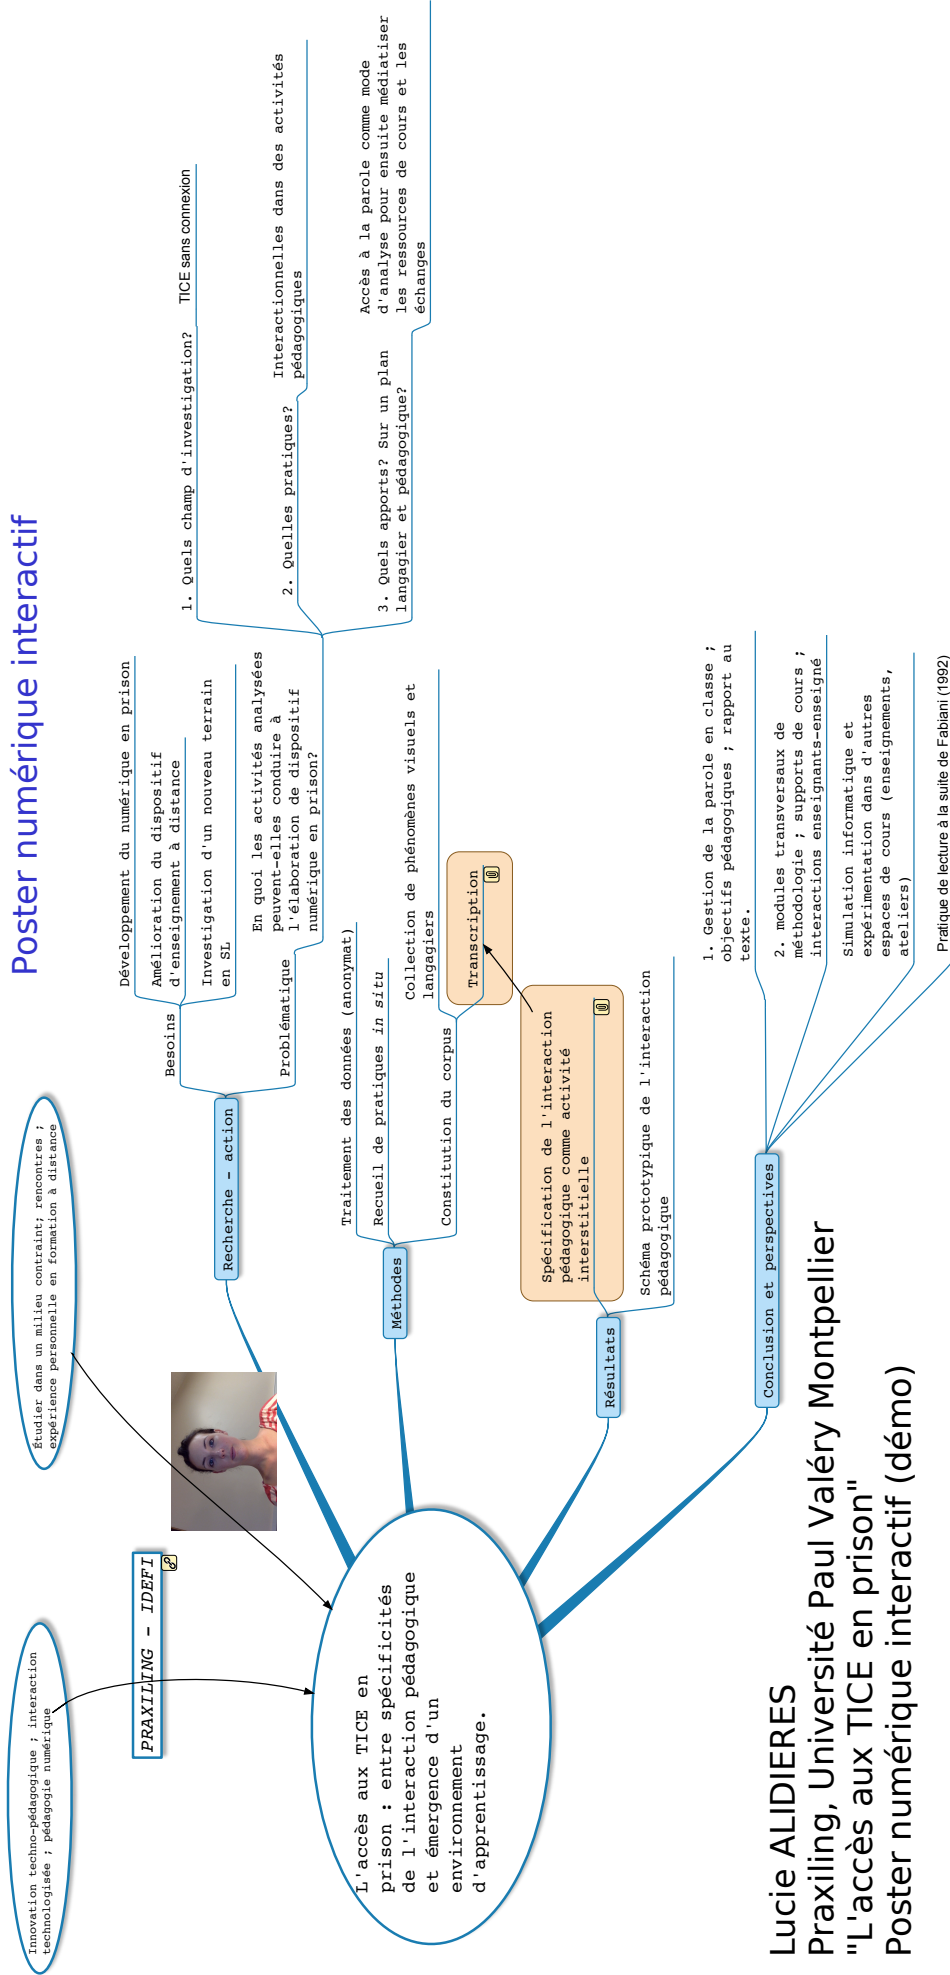 Poster numérique interactif
Innovation techno-pédagogique ; interaction
technologisée ; pédagogie numérique
Étudier dans un milieu contraint; rencontres ;
expérience personnelle en formation à distance
PRAXILING - IDEFI
L'accès aux TICE en
prison : entre spécificités
de l'interaction pédagogique
et émergence d'un
environnement
d'apprentissage.
Recherche - action
Besoins
Développement du numérique en prison
Amélioration du dispositif
d'enseignement à distance
Investigation d'un nouveau terrain
en SL
Problématique
En quoi les activités analysées
peuvent-elles conduire à
l'élaboration de dispositif
numérique en prison?
1. Quels champ d'investigation?
TICE sans connexion
2. Quelles pratiques?
Interactionnelles dans des activités
pédagogiques
3. Quels apports? Sur un plan
langagier et pédagogique?
Accès à la parole comme mode
d'analyse pour ensuite médiatiser
les ressources de cours et les
échanges
Méthodes
Traitement des données (anonymat)
Recueil de pratiques in situ
Constitution du corpus
Collection de phénomènes visuels et
langagiers
Transcription
Résultats
Spécification de l'interaction
pédagogique comme activité
interstitielle
Schéma prototypique de l'interaction
pédagogique
Conclusion et perspectives
1. Gestion de la parole en classe ;
objectifs pédagogiques ; rapport au
texte.
2. modules transversaux de
méthodologie ; supports de cours ;
interactions enseignants-enseigné
Simulation informatique et
expérimentation dans d'autres
espaces de cours (enseignements,
ateliers)
Pratique de lecture à la suite de Fabiani (1992)
Lucie ALIDIERES
Praxiling, Université Paul Valéry Montpellier
"L'accès aux TICE en prison"
Poster numérique interactif (démo)